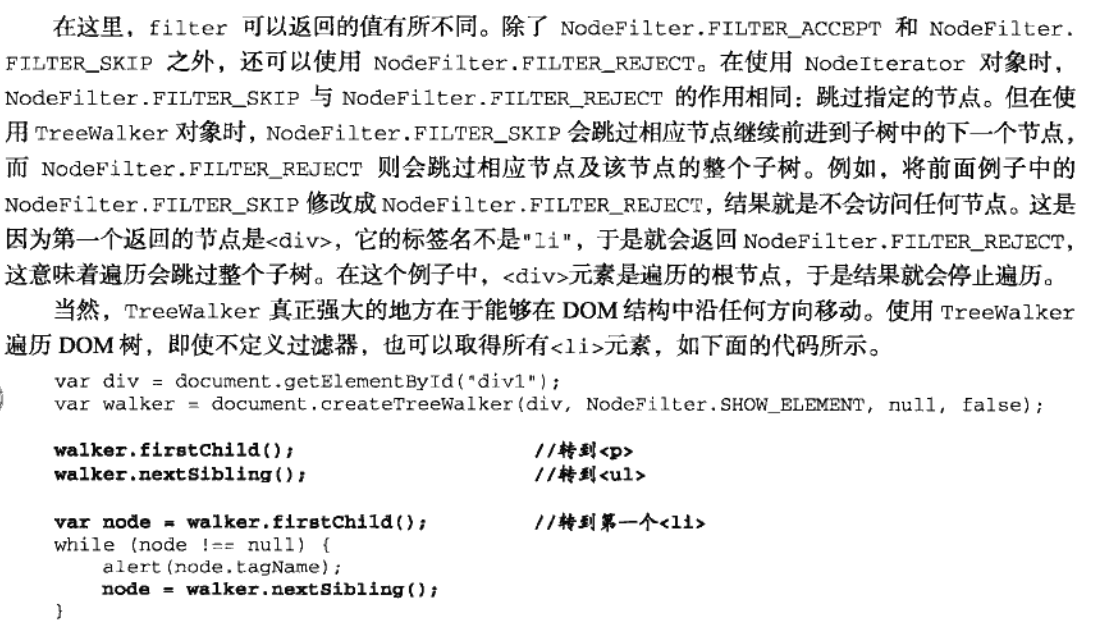 在这里，filter 可以返回的值有所不同。除了 NodeFilter.FILTER_ACCEPT 和 NodeFilter.
FILTER_SKIP 之外，还可以使用 NodeFilter.FILTER_REJECT。在使用 NodeIterator 对象时，
NodeFilter.FILTER_SKIP 与 NodeFilter.FILTER_REJECT 的作用相同：跳过指定的节点。但在使
用 TreeWalker 对象时，NodeFilter.FILTER_SKIP 会跳过相应节点继续前进到子树中的下一个节点，
而 NodeFilter.FILTER_REJECT 则会跳过相应节点及该节点的整个子树。例如，将前面例子中的
NodeFilter.FILTER_SKIP 修改成 NodeFilter.FILTER_REJECT，结果就是不会访问任何节点。这是
因为第一个返回的节点是<div>，它的标签名不是"li"，于是就会返回 NodeFilter.FILTER_REJECT，
这意味着遍历会跳过整个子树。在这个例子中，<div>元素是遍历的根节点，于是结果就会停止遍历。
当然，TreeWalker 真正强大的地方在于能够在 DOM 结构中沿任何方向移动。使用 TreeWalker
遍历 DOM 树，即使不定义过滤器，也可以取得所有<li>元素，如下面的代码所示。
var div = document.getElementById("div1");
var walker = document.createTreeWalker(div, NodeFilter.SHOW_ELEMENT, null, false);
walker.firstChild(); //转到<p>
walker.nextSibling(); //转到<ul>
var node = walker.firstChild(); //转到第一个<li>
while (node !== null) {
alert(node.tagName);
node = walker.nextSibling();
}